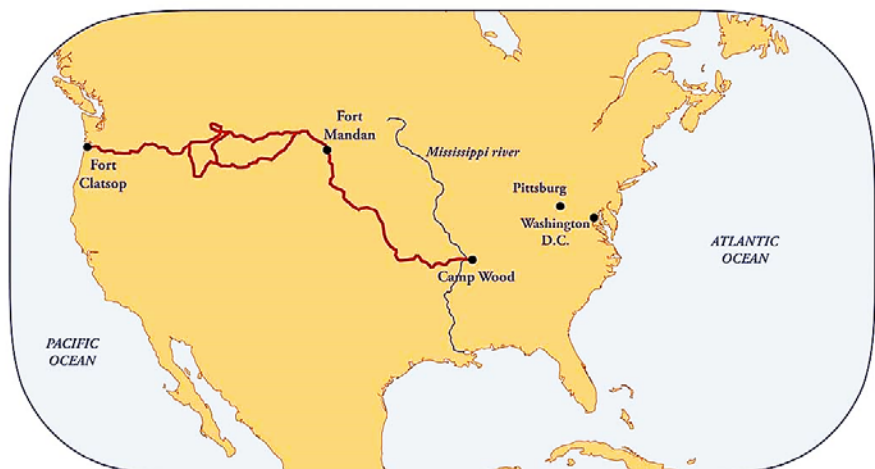 Fort
Mandan
Mississippi river
Fort
Clatsop
Pittsburg
Washington
D.C.
ATLANTIC
OCEAN
Camp Wood
PACIFIC
OCEAN